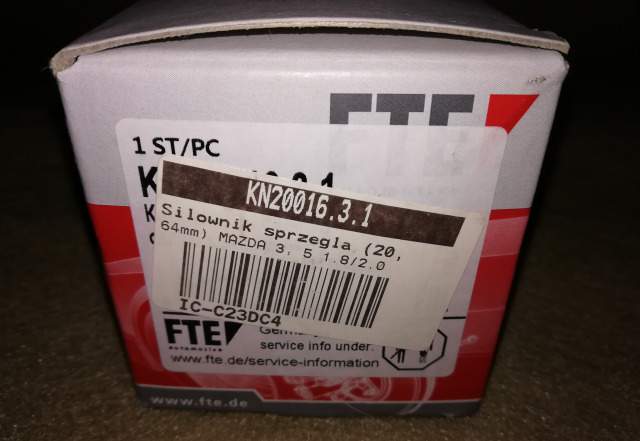 FTE
1 ST/PC
KN20016.3.1
Silownik sprzegla (20,
64mm) MAZDA 3, 5 1.8/2.0
IC-C23DC4
FTE
automotive
service info under:
www.fte.de/service-information
www.fte.de